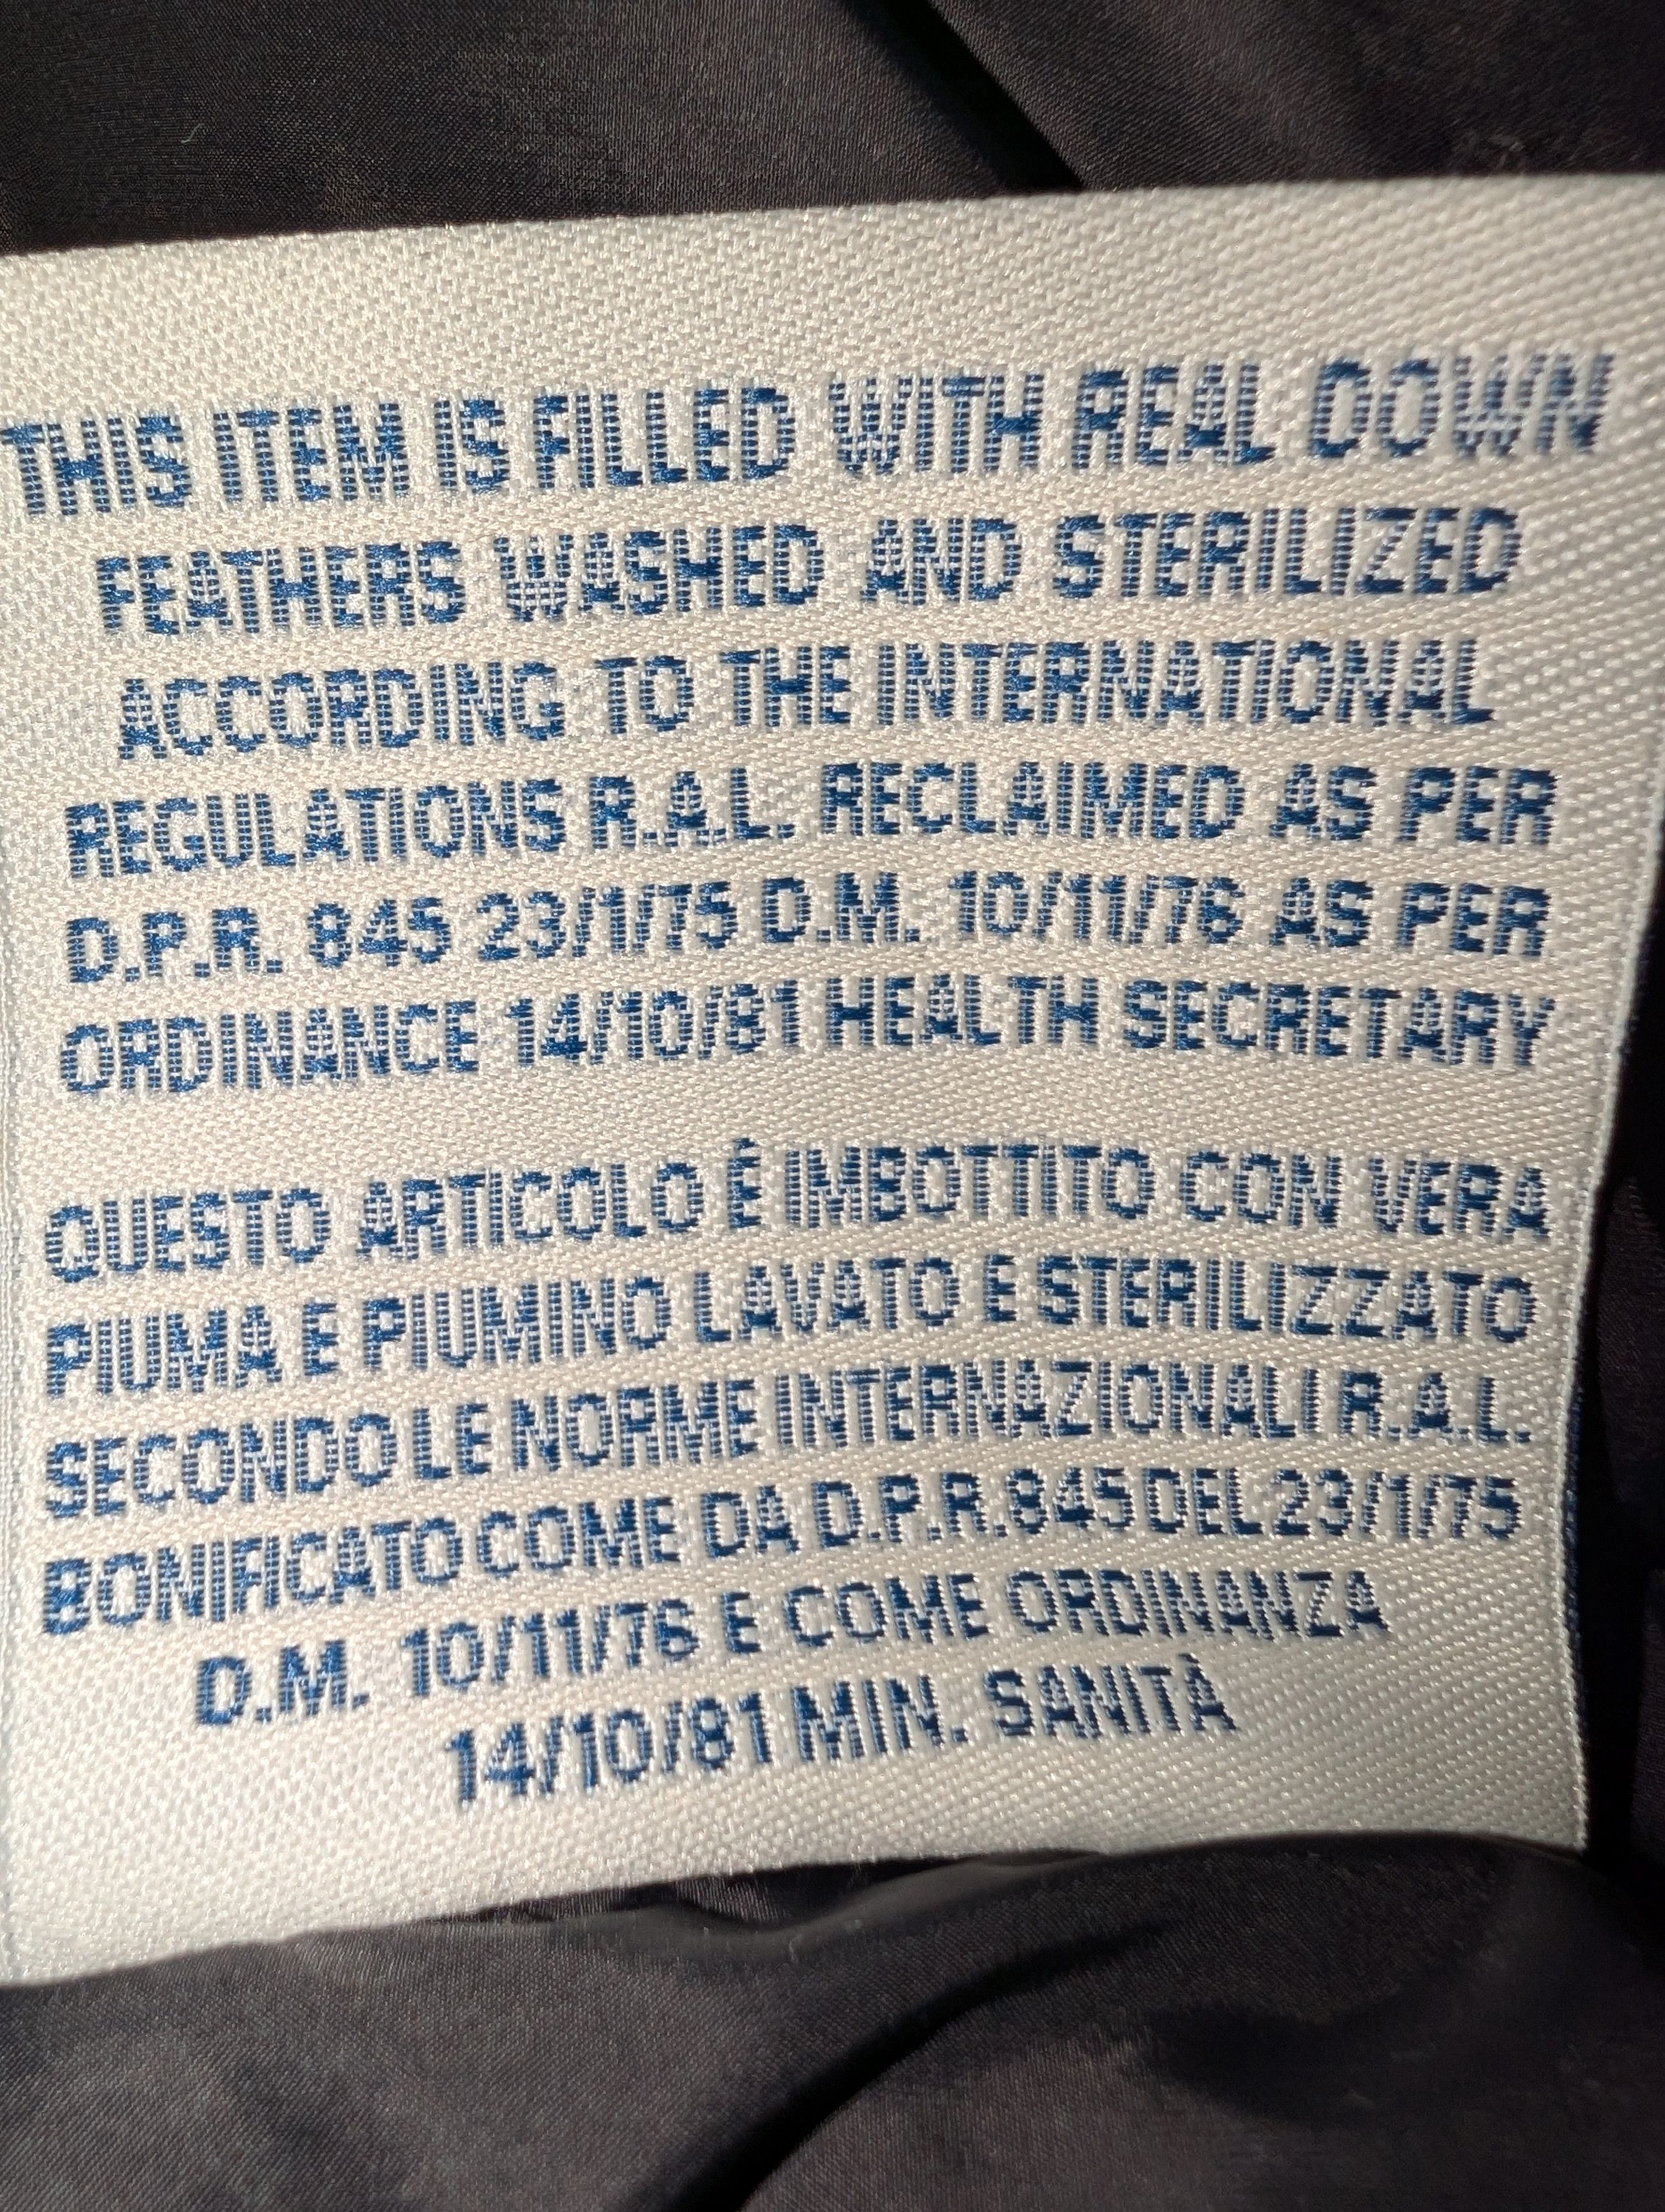 THIS ITEM IS FILLED WITH REAL DOWN
FEATHERS WASHED AND STERILIZED
ACCORDING TO THE INTERNATIONAL
REGULATIONS R.A.L. RECLAIMED AS PER
D.P.R. 845 23/1/75 D.M. 10/11/76 AS PER
ORDINANCE 14/10/81 HEALTH SECRETARY
QUESTO ARTICOLO È IMBOTTITO CON VERA
PIUMA E PIUMINO LAVATO E STERILIZZATO
SECONDO LE NORME INTERNAZIONALI R.A.L.
BONIFICATO COME DA D.P.R. 845 DEL 23/1/75
D.M. 10/11/76 E COME ORDINANZA
14/10/81 MIN. SANITÀ